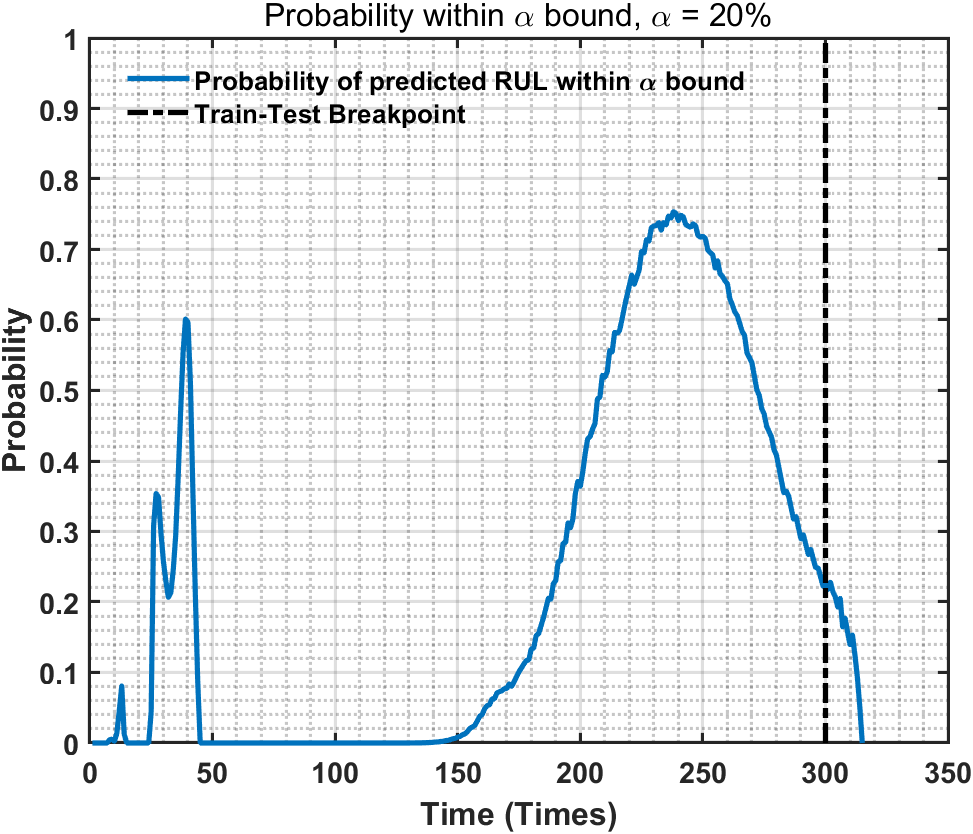 Probability within α bound, α = 20%
Probability of predicted RUL within α bound
Train-Test Breakpoint
1
0.9
0.8
0.7
0.6
0.5
0.4
0.3
0.2
0.1
0
Probability
0 50 100 150 200 250 300 350
Time (Times)